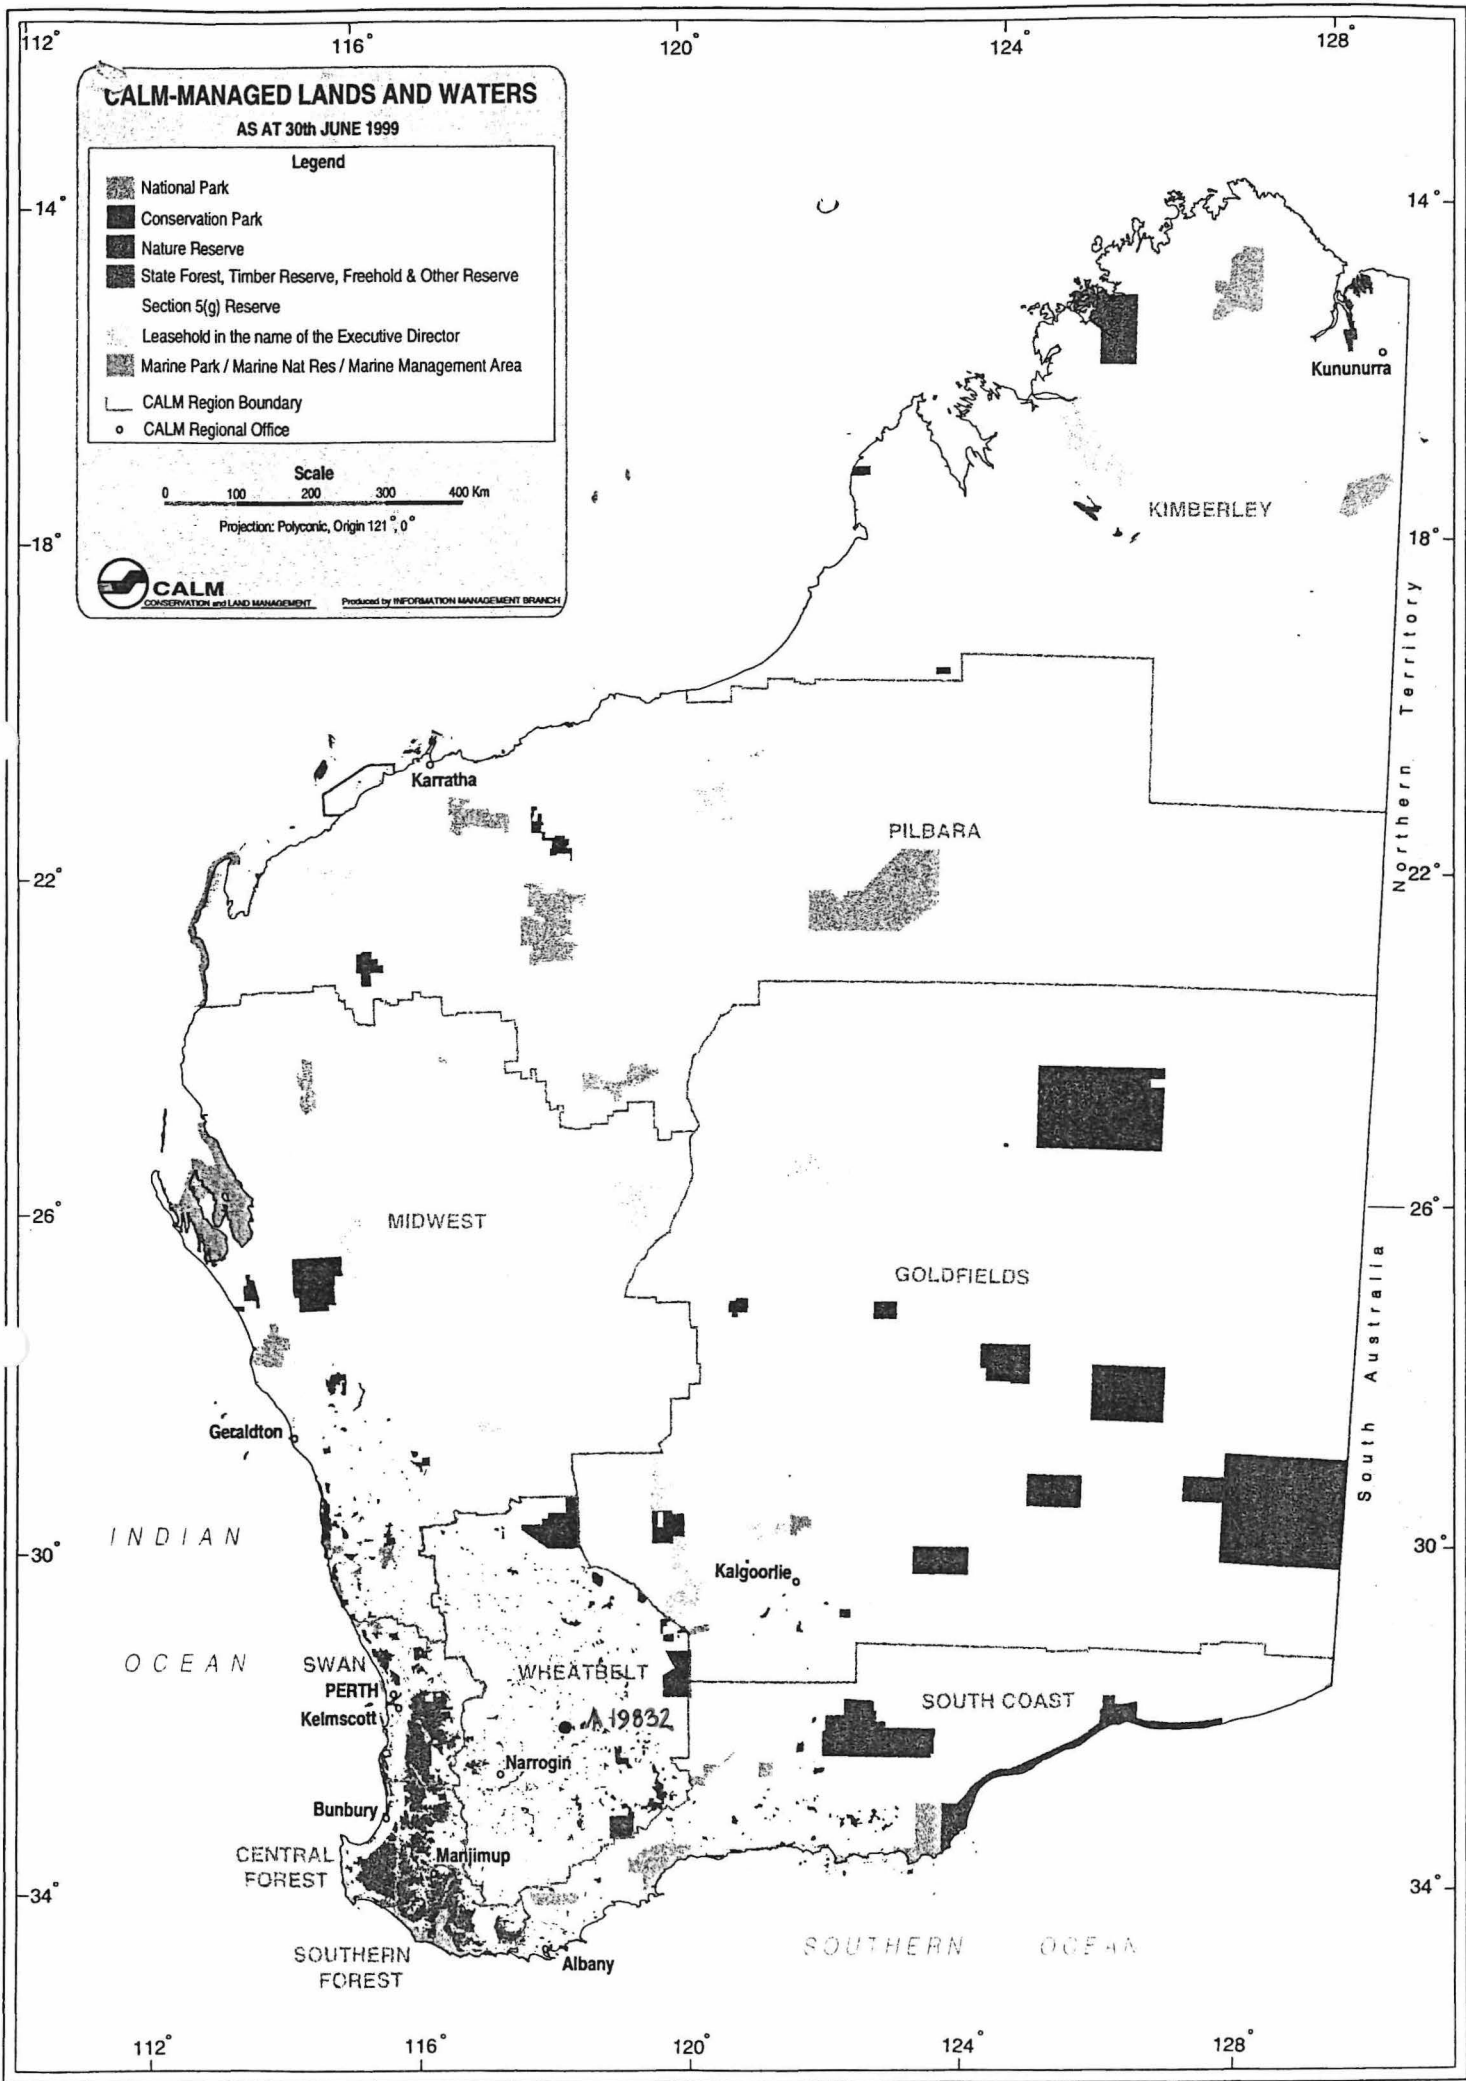 112° 116° 120° 124° 128°
CALM-MANAGED LANDS AND WATERS
AS AT 30th JUNE 1999
Legend
National Park
Conservation Park
Nature Reserve
State Forest, Timber Reserve, Freehold & Other Reserve
Section 5(g) Reserve
Leasehold in the name of the Executive Director
Marine Park / Marine Nat Res / Marine Management Area
CALM Region Boundary
CALM Regional Office
Scale
0 100 200 300 400 Km
Projection: Polyconic, Origin 121°, 0°
CALM
CONSERVATION and LAND MANAGEMENT Produced by INFORMATION MANAGEMENT BRANCH
14° 14°
Kununurra
KIMBERLEY
18° 18°
Northern Territory
Karratha
PILBARA
22° 22°
26° 26°
MIDWEST
GOLDFIELDS
South Australia
Geraldton
INDIAN
30° 30°
Kalgoorlie
OCEAN
SWAN
WHEATBELT
PERTH
SOUTH COAST
Kelmscott
A 19832
Narrogin
Bunbury
CENTRAL
FOREST
Manjimup
34° 34°
SOUTHERN
FOREST
SOUTHERN OCEAN
Albany
112° 116° 120° 124° 128°